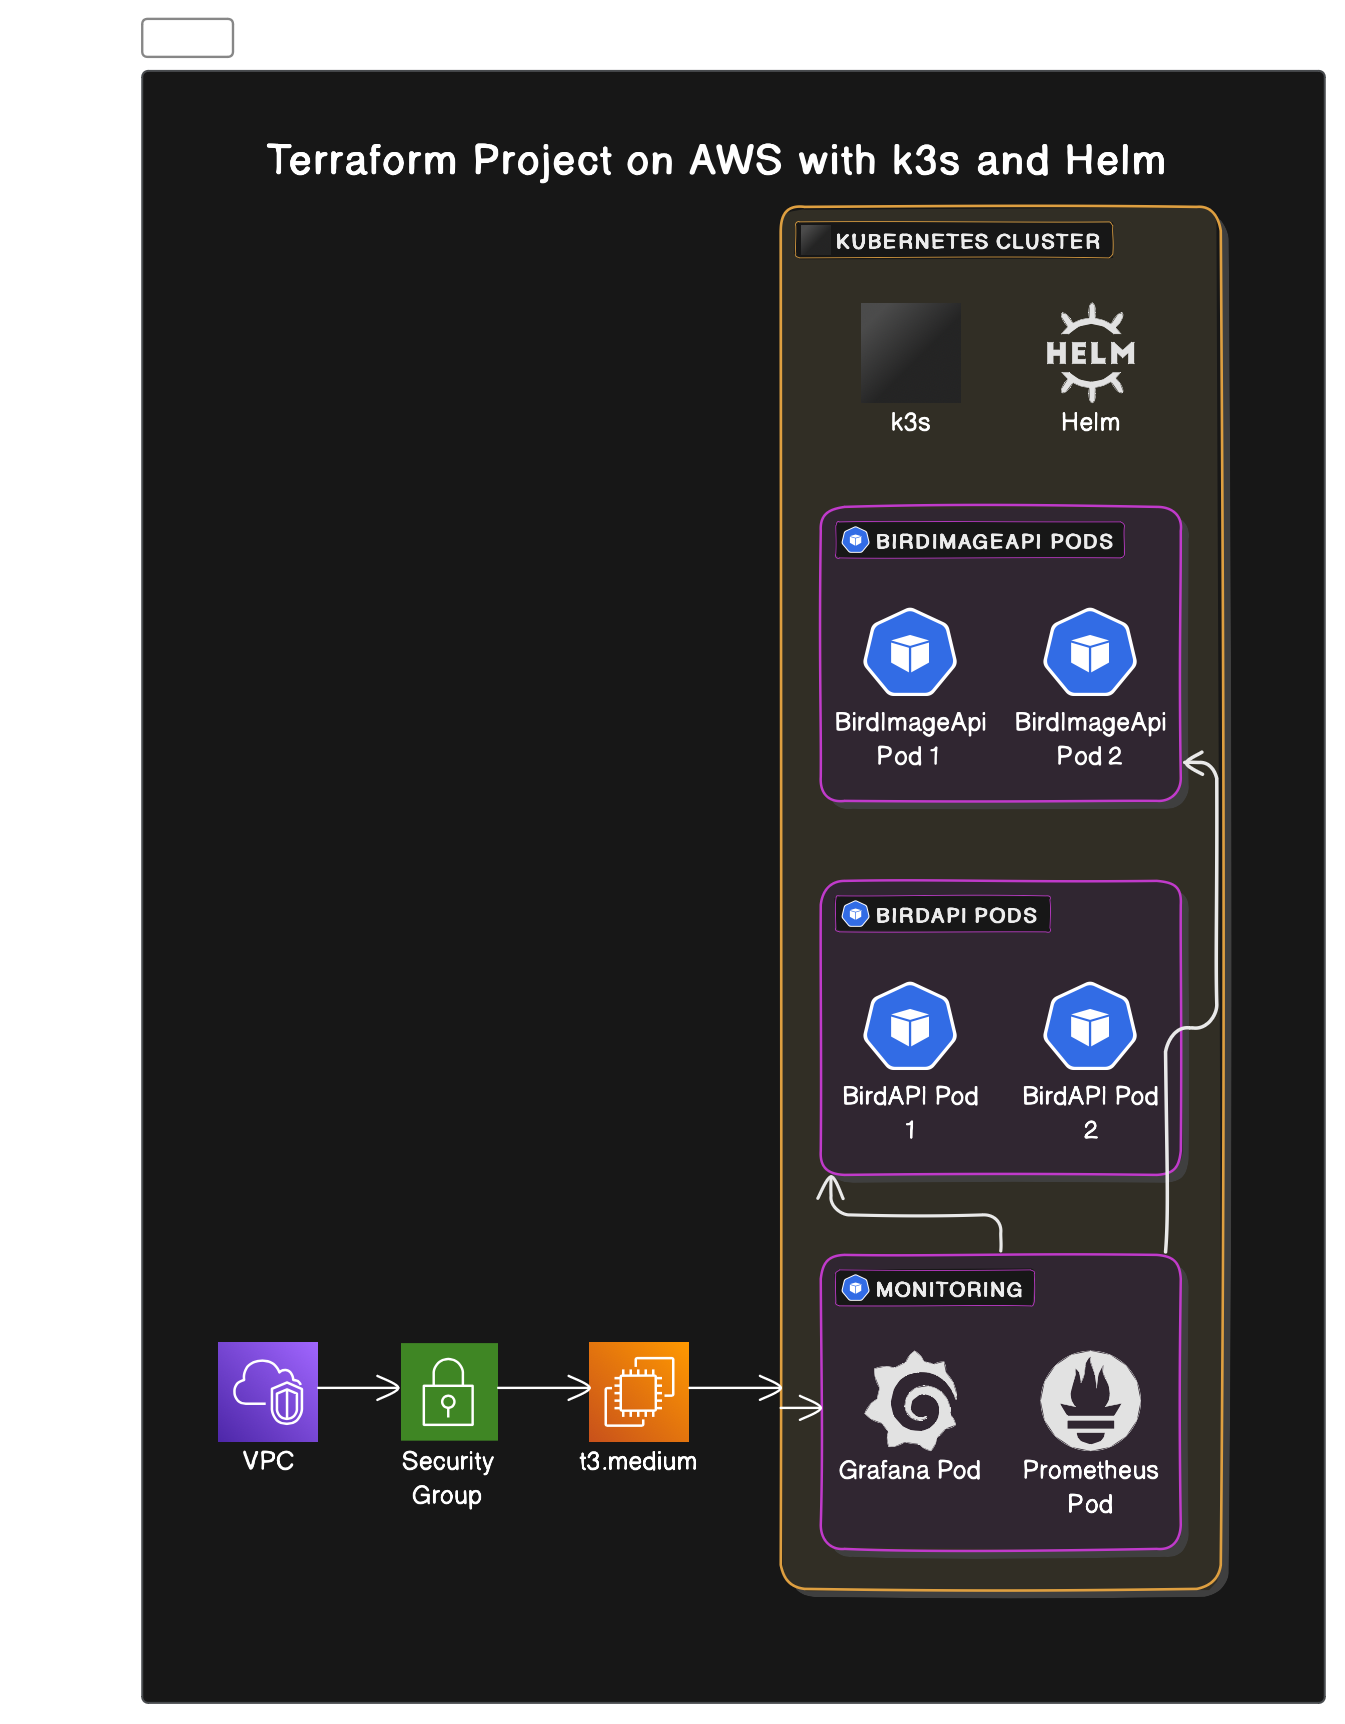 Terraform Project on AWS with k3s and Helm
KUBERNETES CLUSTER
HELM
k3s
Helm
BIRDIMAGEAPI PODS
BirdImageApi
Pod 1
BirdImageApi
Pod 2
BIRDAPI PODS
BirdAPI Pod
1
BirdAPI Pod
2
MONITORING
Grafana Pod
Prometheus
Pod
VPC
Security
Group
t3.medium